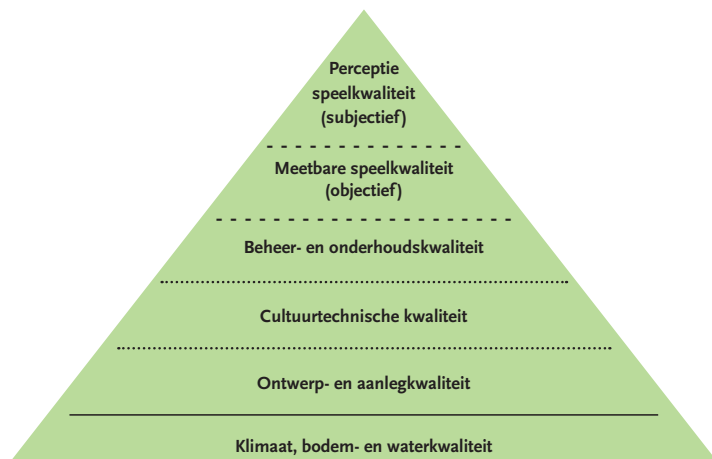 Perceptie
speelkwaliteit
(subjectief)
Meetbare speelkwaliteit
(objectief)
Beheer- en onderhoudskwaliteit
Cultuurtechnische kwaliteit
Ontwerp- en aanlegkwaliteit
Klimaat, bodem- en waterkwaliteit